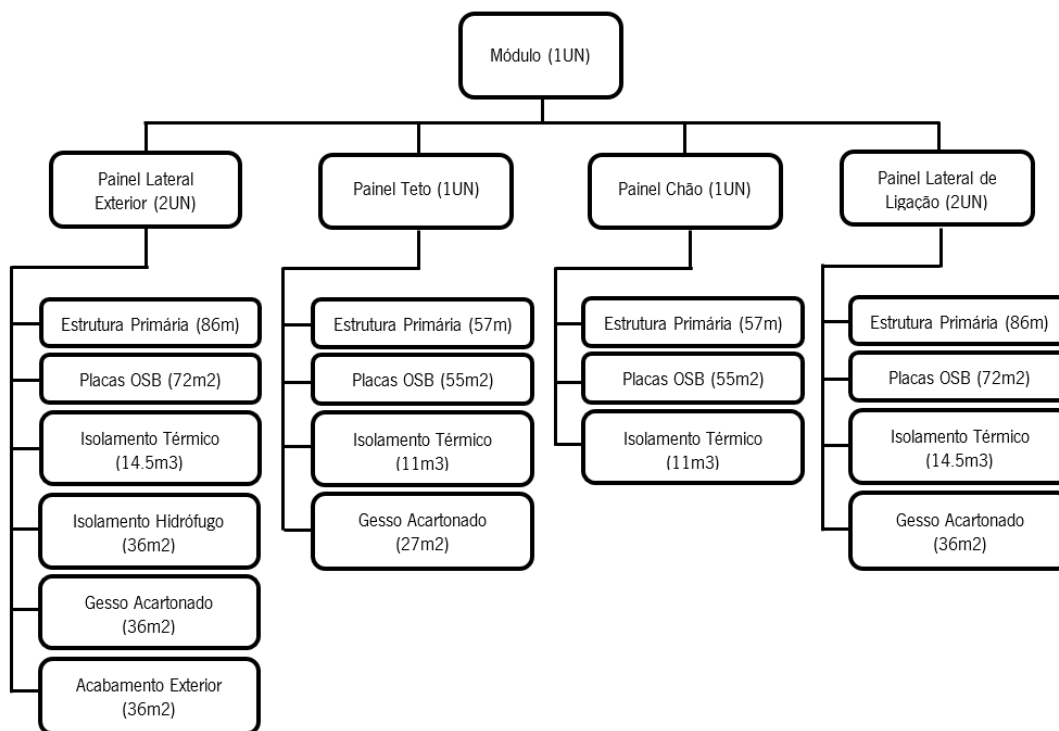 Módulo (1UN)
Painel Lateral
Exterior (2UN)
Painel Teto (1UN)
Painel Chão (1UN)
Painel Lateral de
Ligação (2UN)
Estrutura Primária (86m)
Placas OSB (72m2)
Isolamento Térmico
(14.5m3)
Isolamento Hidrófugo
(36m2)
Gesso Acartonado
(36m2)
Acabamento Exterior
(36m2)
Estrutura Primária (57m)
Placas OSB (55m2)
Isolamento Térmico
(11m3)
Gesso Acartonado
(27m2)
Estrutura Primária (57m)
Placas OSB (55m2)
Isolamento Térmico
(11m3)
Estrutura Primária (86m)
Placas OSB (72m2)
Isolamento Térmico
(14.5m3)
Gesso Acartonado
(36m2)